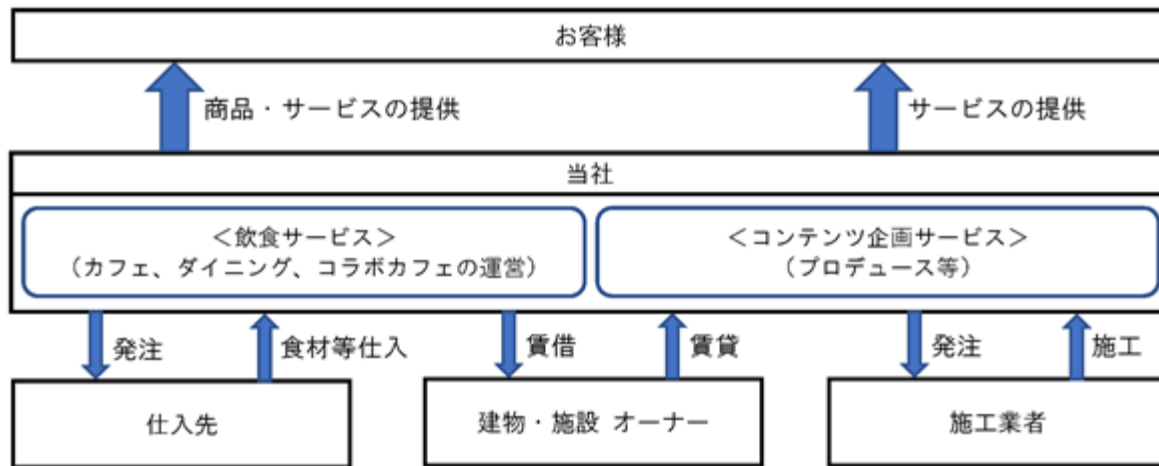 お客様
商品・サービスの提供
サービスの提供
当社
＜飲食サービス＞
（カフェ、ダイニング、コラボカフェの運営）
＜コンテンツ企画サービス＞
（プロデュース等）
発注
食材等仕入
賃借
賃貸
発注
施工
仕入先
建物・施設 オーナー
施工業者